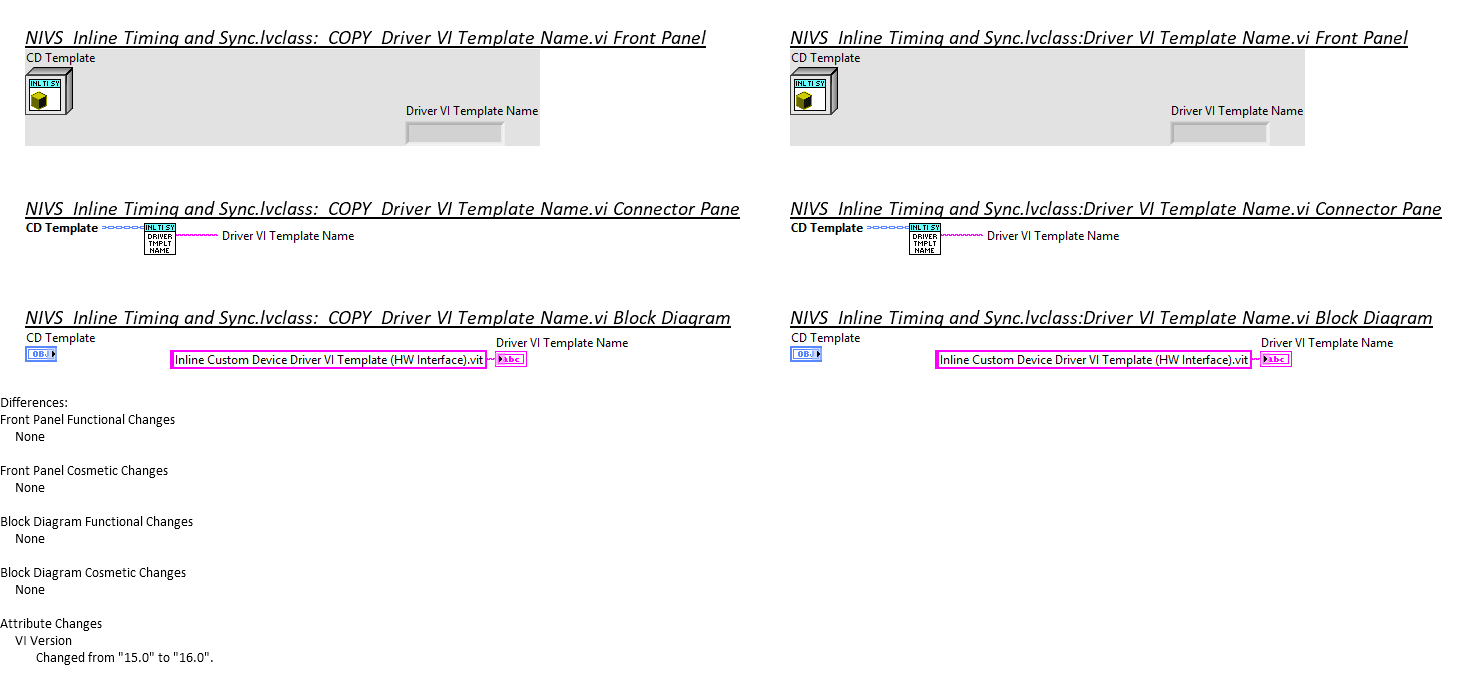 NIVS  Inline Timing and Sync.lvclass:  COPY  Driver VI Template Name.vi Front Panel
CD Template
INL TI SY
Driver VI Template Name
NIVS  Inline Timing and Sync.lvclass:Driver VI Template Name.vi Front Panel
CD Template
INL TI SY
Driver VI Template Name
NIVS  Inline Timing and Sync.lvclass:  COPY  Driver VI Template Name.vi Connector Pane
CD Template
INL TI SY
DRIVER
TMPLT
NAME
Driver VI Template Name
NIVS  Inline Timing and Sync.lvclass:Driver VI Template Name.vi Connector Pane
CD Template
INL TI SY
DRIVER
TMPLT
NAME
Driver VI Template Name
NIVS  Inline Timing and Sync.lvclass:  COPY  Driver VI Template Name.vi Block Diagram
CD Template
OBJ
Driver VI Template Name
Inline Custom Device Driver VI Template (HW Interface).vit
abc
NIVS  Inline Timing and Sync.lvclass:Driver VI Template Name.vi Block Diagram
CD Template
OBJ
Driver VI Template Name
Inline Custom Device Driver VI Template (HW Interface).vit
abc
Differences:
Front Panel Functional Changes
None
Front Panel Cosmetic Changes
None
Block Diagram Functional Changes
None
Block Diagram Cosmetic Changes
None
Attribute Changes
VI Version
Changed from "15.0" to "16.0".